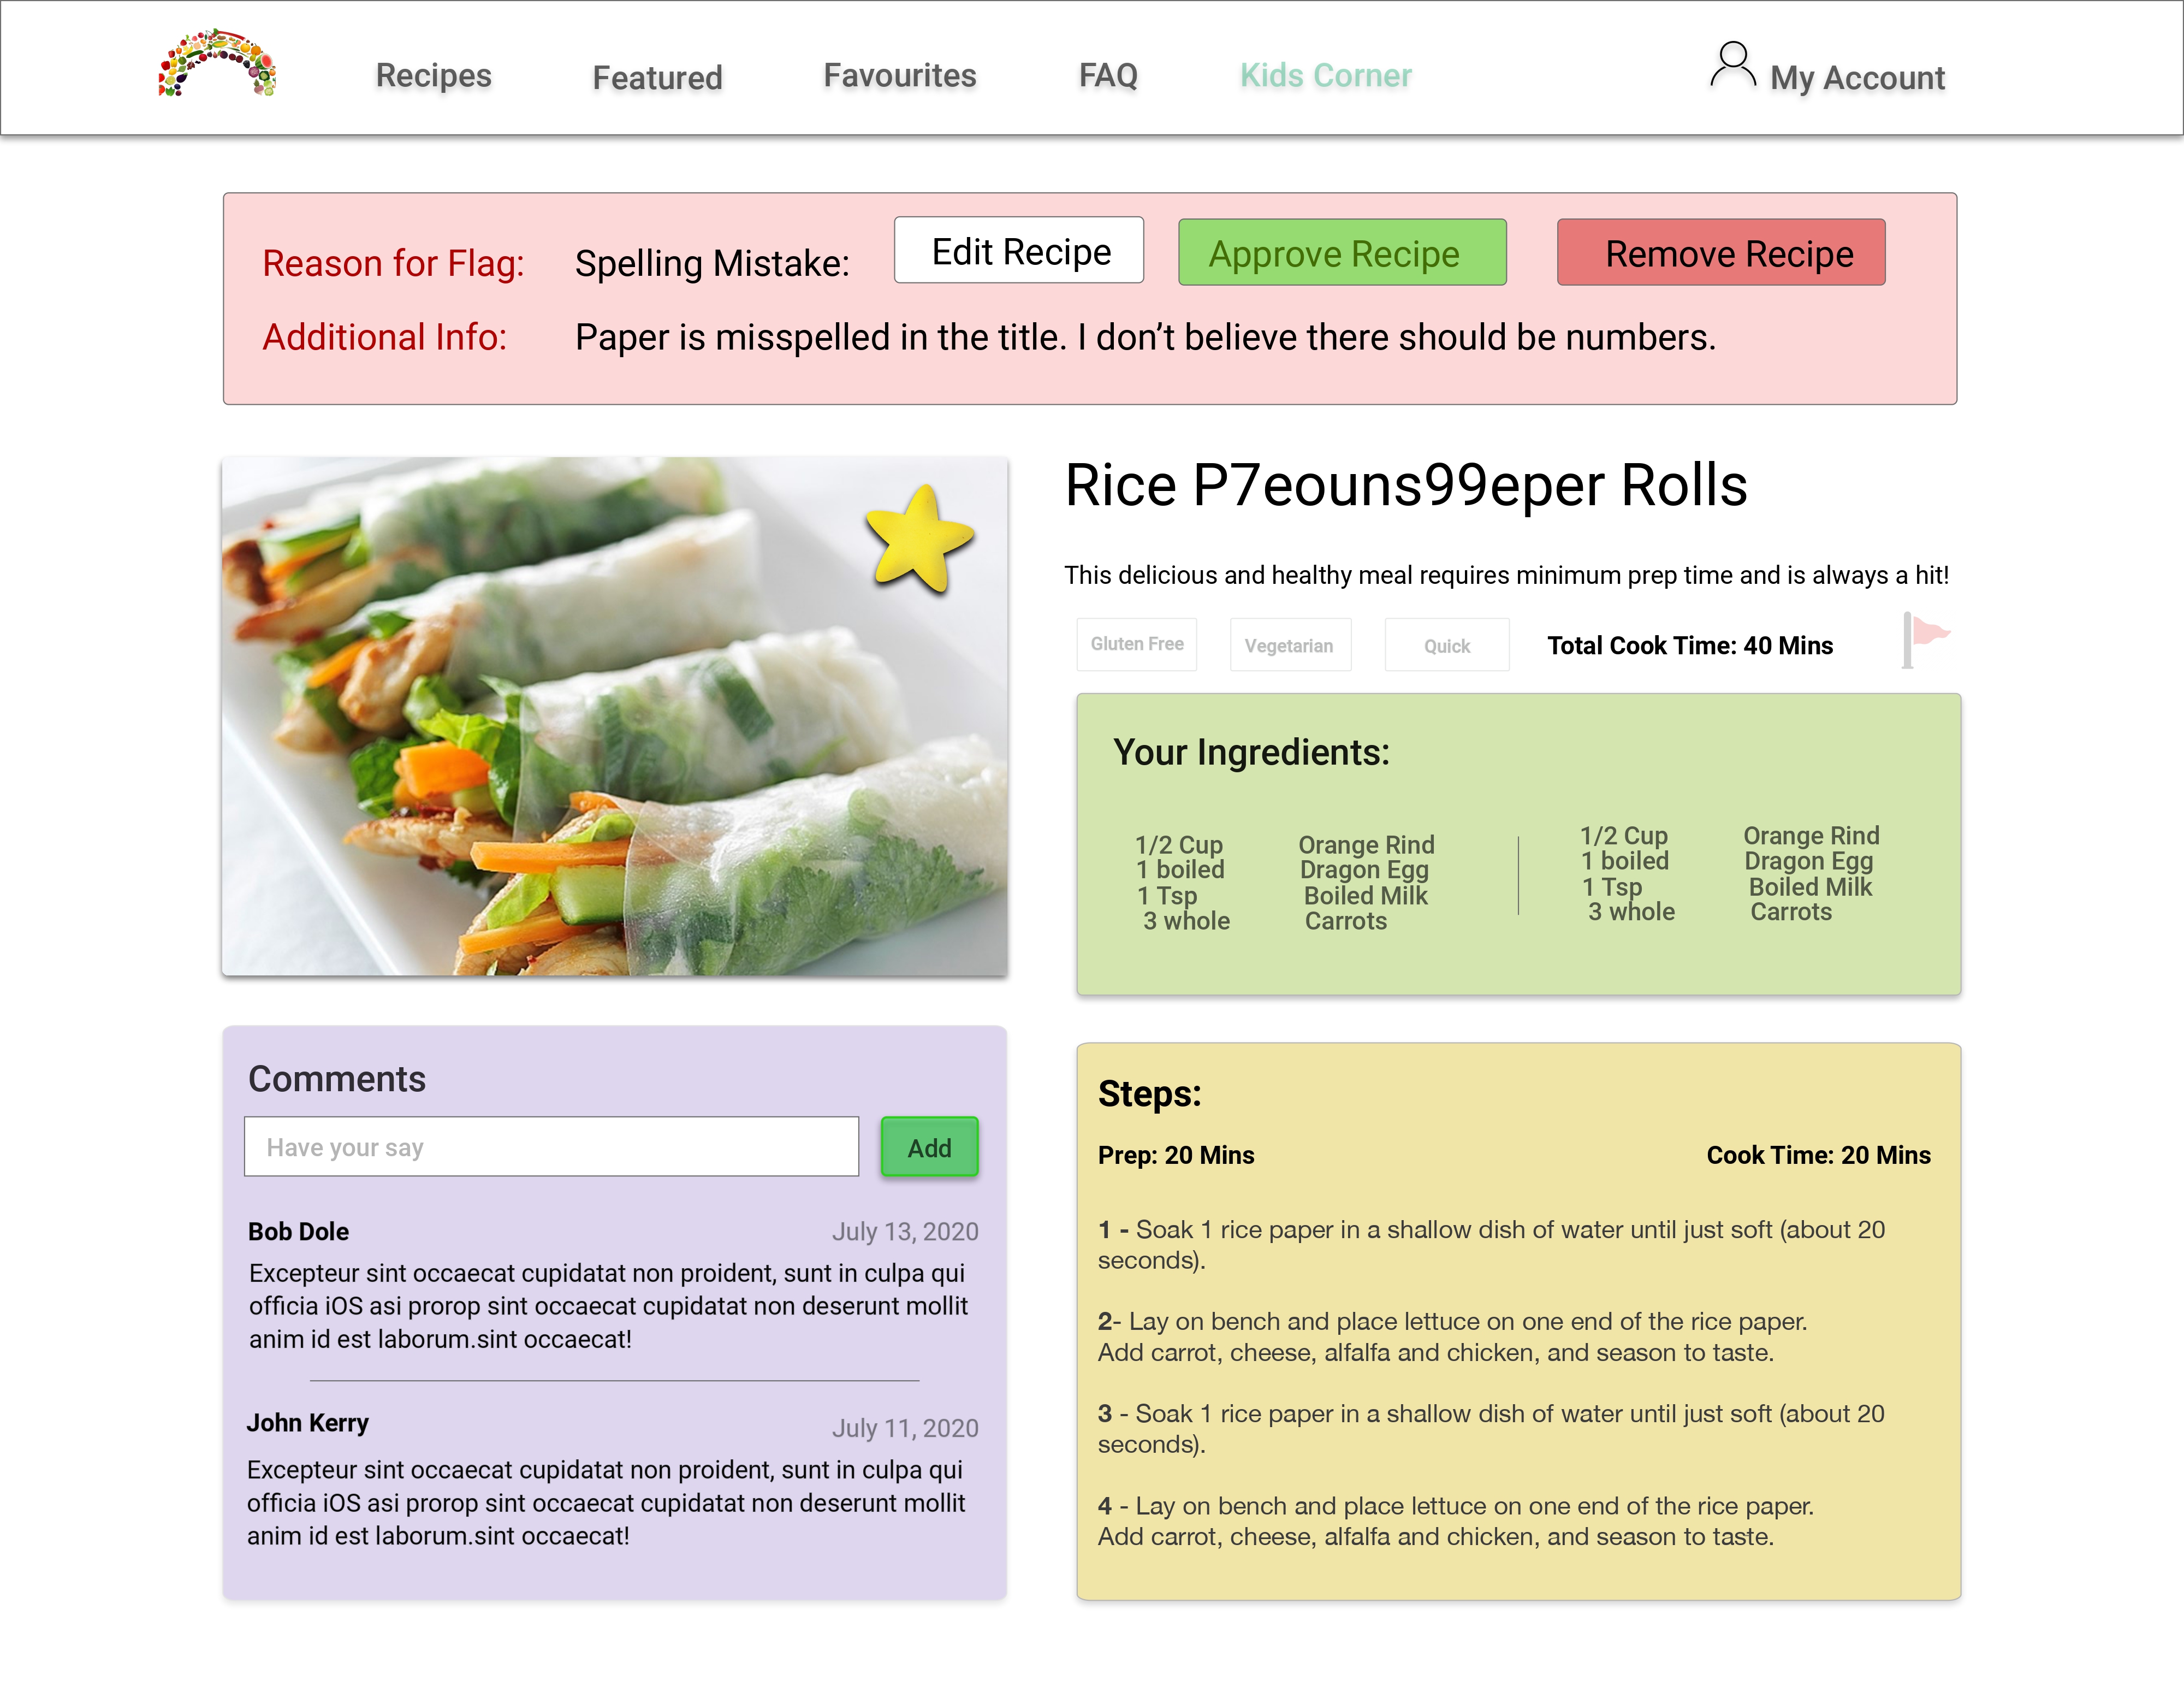 Recipes
Featured
Favourites
FAQ
Kids Corner
My Account
Reason for Flag:
Spelling Mistake:
Edit Recipe
Approve Recipe
Remove Recipe
Additional Info:
Paper is misspelled in the title. I don’t believe there should be numbers.
Rice P7eouns99eper Rolls
This delicious and healthy meal requires minimum prep time and is always a hit!
Gluten Free
Vegetarian
Quick
Total Cook Time: 40 Mins
Your Ingredients:
1/2 Cup Orange Rind
1 boiled Dragon Egg
1 Tsp Boiled Milk
3 whole Carrots
1/2 Cup Orange Rind
1 boiled Dragon Egg
1 Tsp Boiled Milk
3 whole Carrots
Comments
Have your say
Add
Bob Dole
July 13, 2020
Excepteur sint occaecat cupidatat non proident, sunt in culpa qui
officia iOS asi prorop sint occaecat cupidatat non deserunt mollit
anim id est laborum.sint occaecat!
John Kerry
July 11, 2020
Excepteur sint occaecat cupidatat non proident, sunt in culpa qui
officia iOS asi prorop sint occaecat cupidatat non deserunt mollit
anim id est laborum.sint occaecat!
Steps:
Prep: 20 Mins
Cook Time: 20 Mins
1 - Soak 1 rice paper in a shallow dish of water until just soft (about 20
seconds).
2- Lay on bench and place lettuce on one end of the rice paper.
Add carrot, cheese, alfalfa and chicken, and season to taste.
3 - Soak 1 rice paper in a shallow dish of water until just soft (about 20
seconds).
4 - Lay on bench and place lettuce on one end of the rice paper.
Add carrot, cheese, alfalfa and chicken, and season to taste.